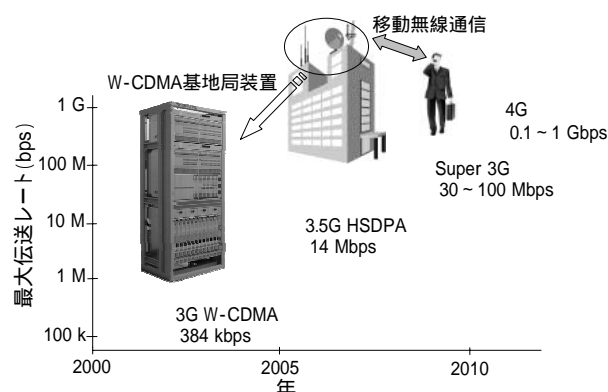 移動無線通信
W-CDMA基地局装置
最大伝送レート(bps)
1 G
100 M
10 M
1 M
100 k
4G
0.1 ~ 1 Gbps
Super 3G
30 ~ 100 Mbps
3.5G HSDPA
14 Mbps
3G W-CDMA
384 kbps
2000
2005
2010
年